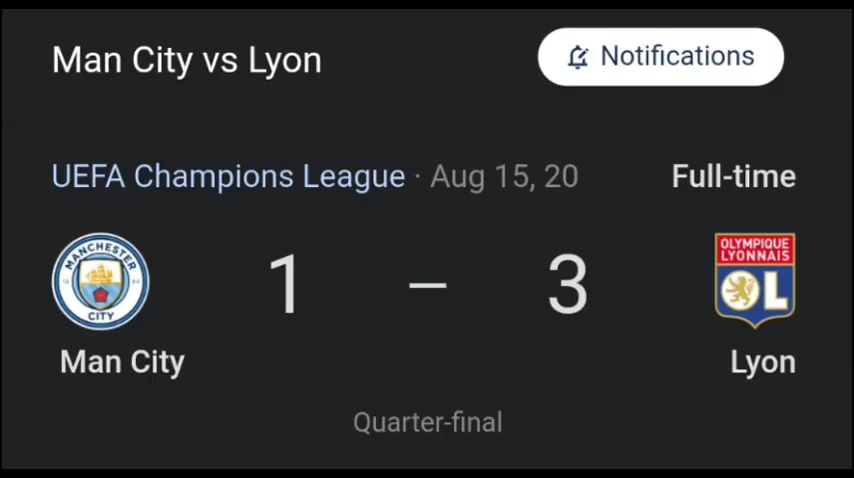 Man City vs Lyon
Notifications
UEFA Champions League · Aug 15, 20
Full-time
MANCHESTER
CITY
1 – 3
OLYMPIQUE
LYONNAIS
OL
Man City
Lyon
Quarter-final